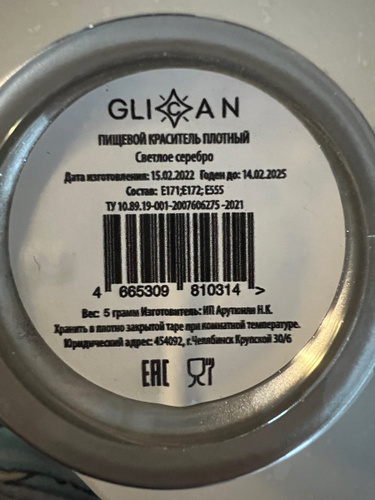 GLICAN
ПИЩЕВОЙ КРАСИТЕЛЬ ПЛОТНЫЙ
Светлое серебро
Дата изготовления: 15.02.2022 Годен до: 14.02.2025
Состав: E171;E172; E555
ТУ 10.89.19-001-2007606275 -2021
4 665309 810314 >
Вес: 5 грамм Изготовитель: ИП Арутюнян Н.К.
Хранить в плотно закрытой таре при комнатной температуре.
Юридический адрес: 454092, г.Челябинск Крупской 30/6
EAC